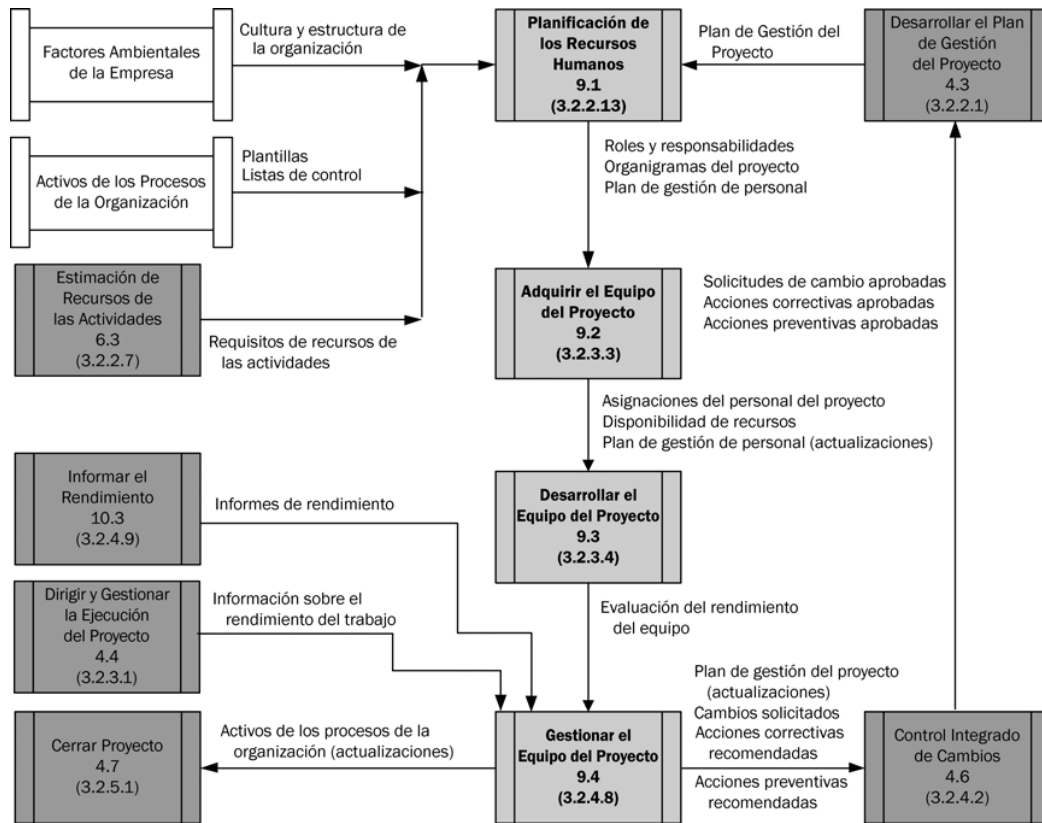 Factores Ambientales
de la Empresa
Cultura y estructura de
la organización
Planificación de
los Recursos
Humanos
9.1
(3.2.2.13)
Plan de Gestión del
Proyecto
Desarrollar el Plan
de Gestión
del Proyecto
4.3
(3.2.2.1)
Activos de los Procesos
de la Organización
Plantillas
Listas de control
Roles y responsabilidades
Organigramas del proyecto
Plan de gestión de personal
Estimación de
Recursos de
las Actividades
6.3
(3.2.2.7)
Requisitos de recursos de
las actividades
Adquirir el Equipo
del Proyecto
9.2
(3.2.3.3)
Solicitudes de cambio aprobadas
Acciones correctivas aprobadas
Acciones preventivas aprobadas
Asignaciones del personal del proyecto
Disponibilidad de recursos
Plan de gestión de personal (actualizaciones)
Informar el
Rendimiento
10.3
(3.2.4.9)
Informes de rendimiento
Desarrollar el
Equipo del Proyecto
9.3
(3.2.3.4)
Dirigir y Gestionar
la Ejecución
del Proyecto
4.4
(3.2.3.1)
Información sobre el
rendimiento del trabajo
Evaluación del rendimiento
del equipo
Cerrar Proyecto
4.7
(3.2.5.1)
Activos de los procesos de la
organización (actualizaciones)
Gestionar el
Equipo del Proyecto
9.4
(3.2.4.8)
Plan de gestión del proyecto
(actualizaciones)
Cambios solicitados
Acciones correctivas
recomendadas
Acciones preventivas
recomendadas
Control Integrado
de Cambios
4.6
(3.2.4.2)